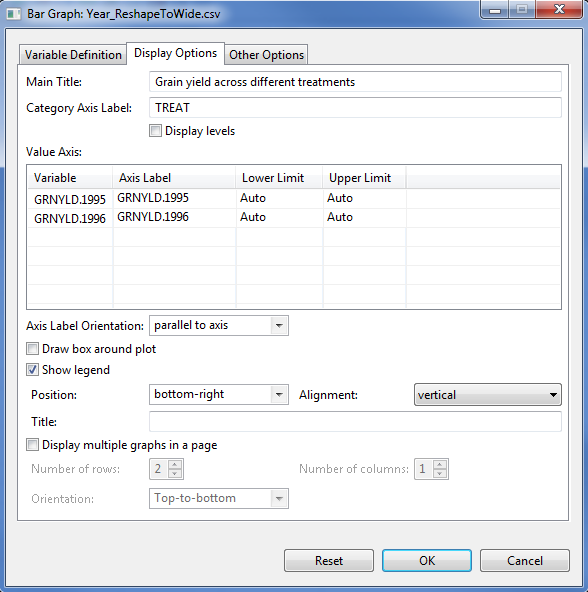 Bar Graph: Year_ReshapeToWide.csv
Variable Definition Display Options Other Options
Main Title: Grain yield across different treatments
Category Axis Label: TREAT
Display levels
Value Axis:
Variable Axis Label Lower Limit Upper Limit
GRNYLD.1995 GRNYLD.1995 Auto Auto
GRNYLD.1996 GRNYLD.1996 Auto Auto
Axis Label Orientation: parallel to axis
Draw box around plot
Show legend
Position: bottom-right Alignment: vertical
Title:
Display multiple graphs in a page
Number of rows: 2 Number of columns: 1
Orientation: Top-to-bottom
Reset OK Cancel